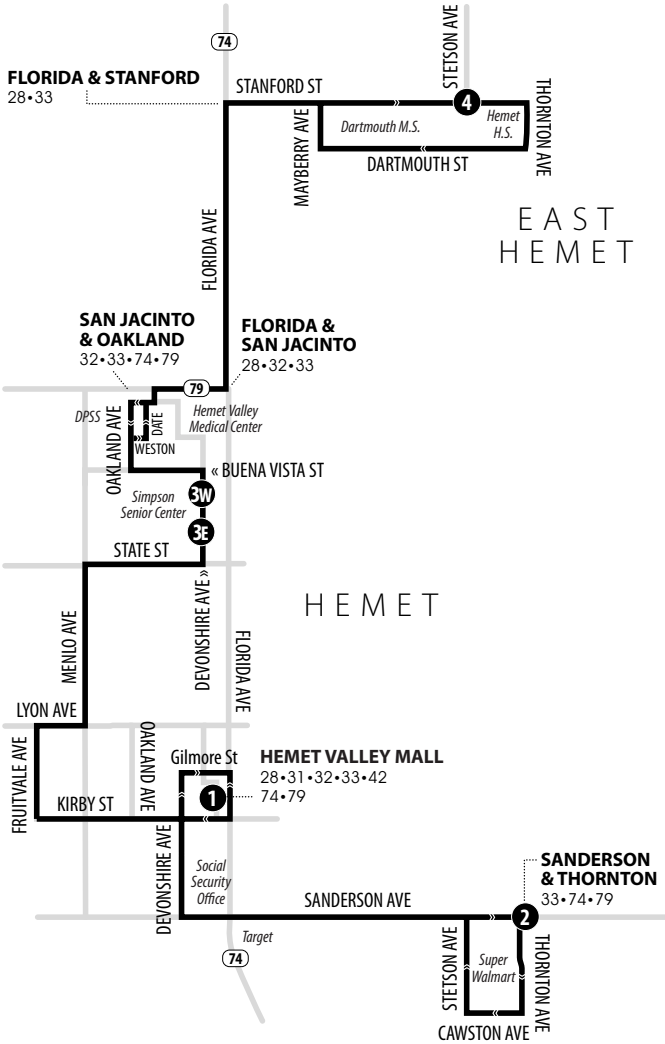 74
STETSON AVE
FLORIDA & STANFORD
28•33
STANFORD ST
4
THORNTON AVE
Dartmouth M.S.
Hemet
H.S.
MAYBERRY AVE
DARTMOUTH ST
EAST
HEMET
FLORIDA AVE
SAN JACINTO
& OAKLAND
32•33•74•79
FLORIDA &
SAN JACINTO
28•32•33
79
DPSS
OAKLAND AVE
DATE
WESTON
Hemet Valley
Medical Center
« BUENA VISTA ST
3W
Simpson
Senior Center
3E
STATE ST
DEVONSHIRE AVE »
HEMET
MENLO AVE
FLORIDA AVE
LYON AVE
FRUITVALE AVE
OAKLAND AVE
Gilmore St
HEMET VALLEY MALL
28•31•32•33•42
74•79
1
KIRBY ST
DEVONSHIRE AVE
Social
Security
Office
SANDERSON AVE
SANDERSON
& THORNTON
33•74•79
2
Target
74
STETSON AVE
Super
Walmart
THORNTON AVE
CAWSTON AVE